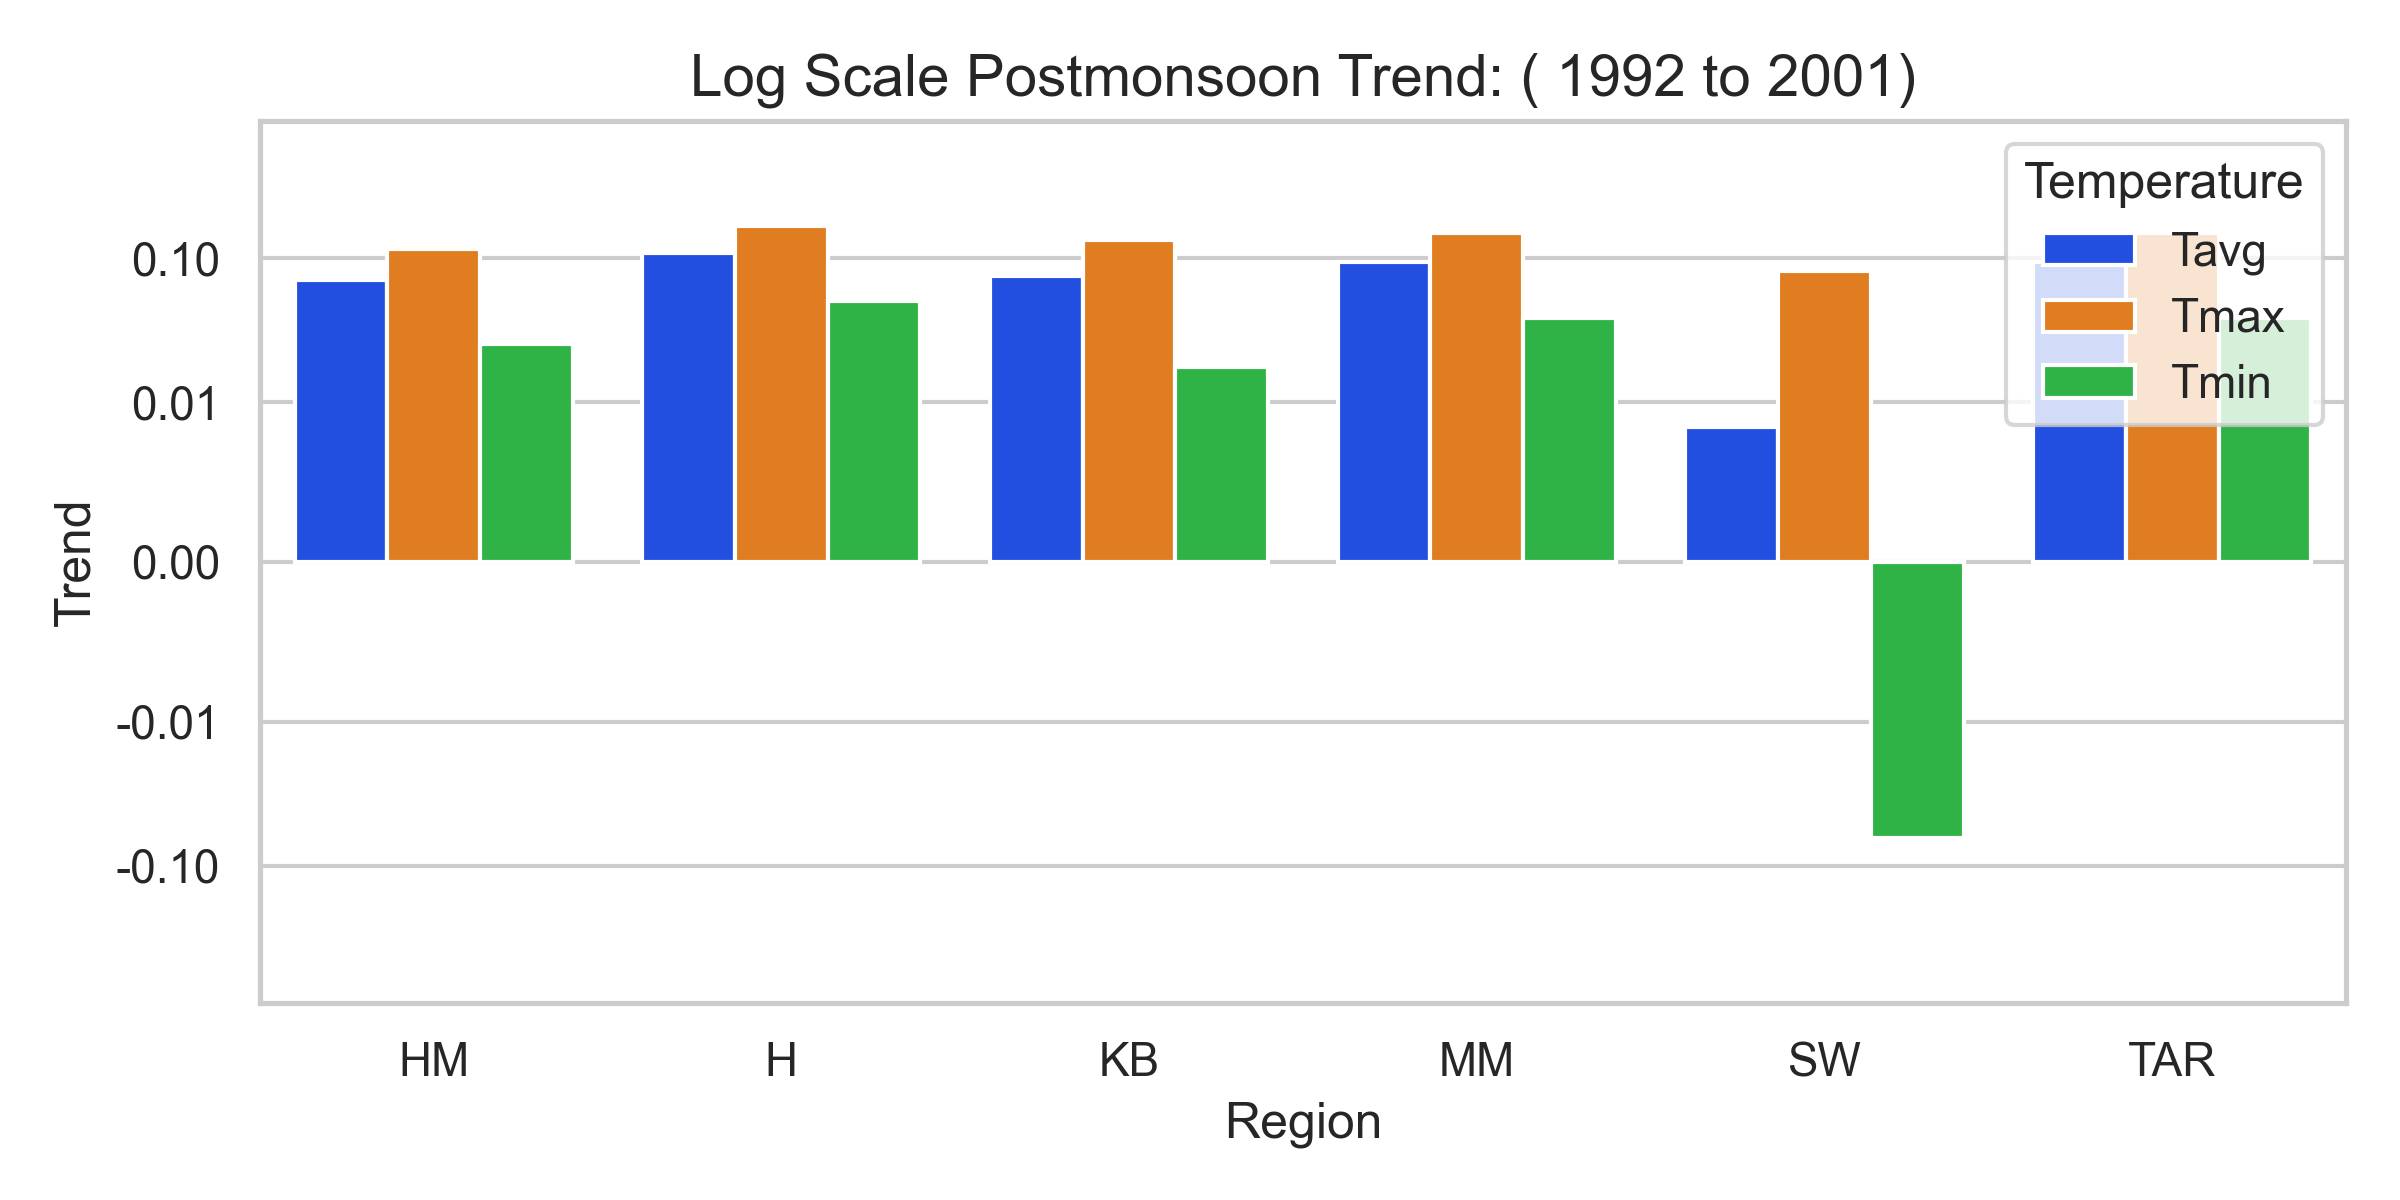 Log Scale Postmonsoon Trend: ( 1992 to 2001)
Temperature
Tavg
Tmax
Tmin
0.10
0.01
0.00
-0.01
-0.10
Trend
HM H KB MM SW TAR
Region